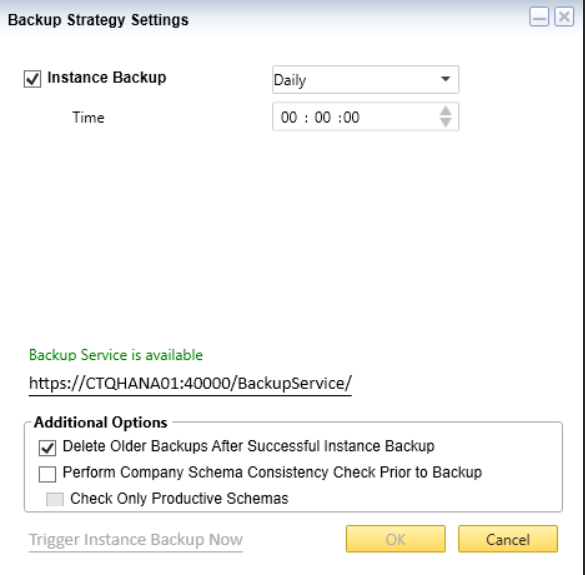 Backup Strategy Settings
Instance Backup
Daily
Time
00 : 00 :00
Backup Service is available
https://CTQHANA01:40000/BackupService/
Additional Options
Delete Older Backups After Successful Instance Backup
Perform Company Schema Consistency Check Prior to Backup
Check Only Productive Schemas
Trigger Instance Backup Now
OK
Cancel